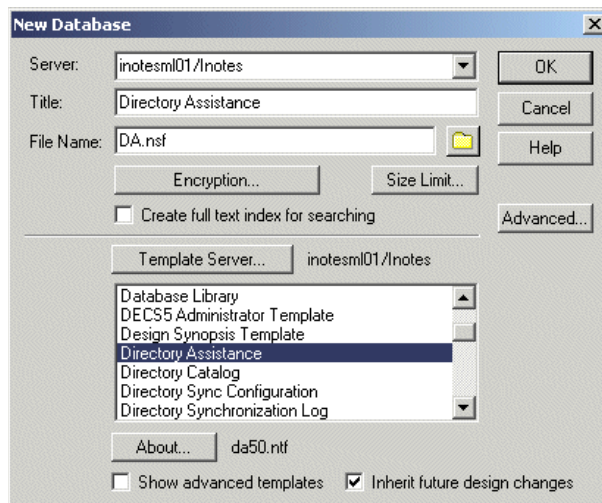 New Database
Server: inotesml01/Inotes OK
Title: Directory Assistance Cancel
File Name: DA.nsf Help
Encryption... Size Limit...
Create full text index for searching Advanced...
Template Server... inotesml01/Inotes
Database Library
DECS5 Administrator Template
Design Synopsis Template
Directory Assistance
Directory Catalog
Directory Sync Configuration
Directory Synchronization Log
About... da50.ntf
Show advanced templates Inherit future design changes